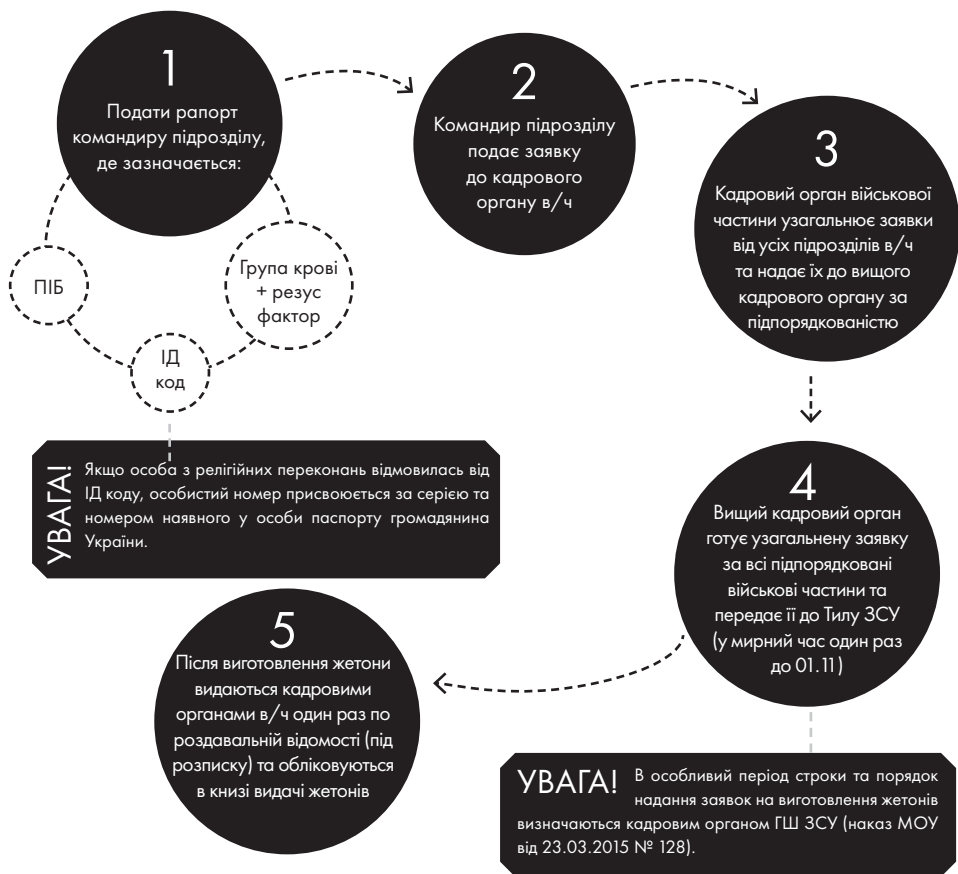 1
Подати рапорт
командиру підрозділу,
де зазначається:
ПІБ
ІД
код
Група крові
+ резус
фактор
УВАГА!
Якщо особа з релігійних переконань відмовилась від
ІД коду, особистий номер присвоюється за серією та
номером наявного у особи паспорту громадянина
України.
2
Командир підрозділу
подає заявку
до кадрового
органу в/ч
3
Кадровий орган військової
частини узагальнює заявки
від усіх підрозділів в/ч
та надає їх до вищого
кадрового органу за
підпорядкованістю
4
Вищий кадровий орган
готує узагальнену заявку
за всі підпорядковані
військові частини та
передає її до Тилу ЗСУ
(у мирний час один раз
до 01.11)
УВАГА! В особливий період строки та порядок
надання заявок на виготовлення жетонів
визначаються кадровим органом ГШ ЗСУ (наказ МОУ
від 23.03.2015 № 128).
5
Після виготовлення жетони
видаються кадровими
органами в/ч один раз по
роздавальній відомості (під
розписку) та обліковуються
в книзі видачі жетонів